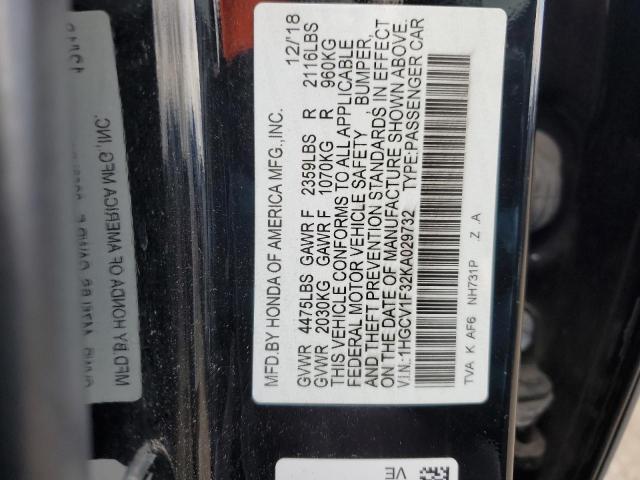 MFD.BY HONDA OF AMERICA MFG.,INC. 12/'18
GVWR 4475LBS GAWR F 2359LBS R 2116LBS
GVWR 2030KG GAWR F 1070KG R 960KG
THIS VEHICLE CONFORMS TO ALL APPLICABLE
FEDERAL MOTOR VEHICLE SAFETY , BUMPER,
AND THEFT PREVENTION STANDARDS IN EFFECT
ON THE DATE OF MANUFACTURE SHOWN ABOVE.
V.I.N.:1HGCV1F32KA029732 TYPE:PASSENGER CAR
TVA K AF6 NH731P .Z .A
VE
MFD.BY HONDA OF AMERICA MFG.,INC.